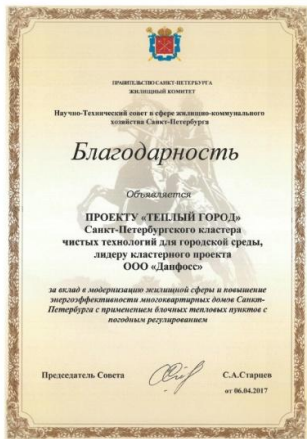 ПРАВИТЕЛЬСТВО САНКТ-ПЕТЕРБУРГА
ЖИЛИЩНЫЙ КОМИТЕТ
Научно-Технический совет в сфере жилищно-коммунального
хозяйства Санкт-Петербурга
Благодарность
Объявляется
ПРОЕКТУ «ТЕПЛЫЙ ГОРОД»
Санкт-Петербургского кластера
чистых технологий для городской среды,
лидеру кластерного проекта
ООО «Данфосс»
за вклад в модернизацию жилищной сферы и повышение
энергоэффективности многоквартирных домов Санкт-
Петербурга с применением блочных тепловых пунктов с
погодным регулированием
Председатель Совета С.А.Старцев
от 06.04.2017